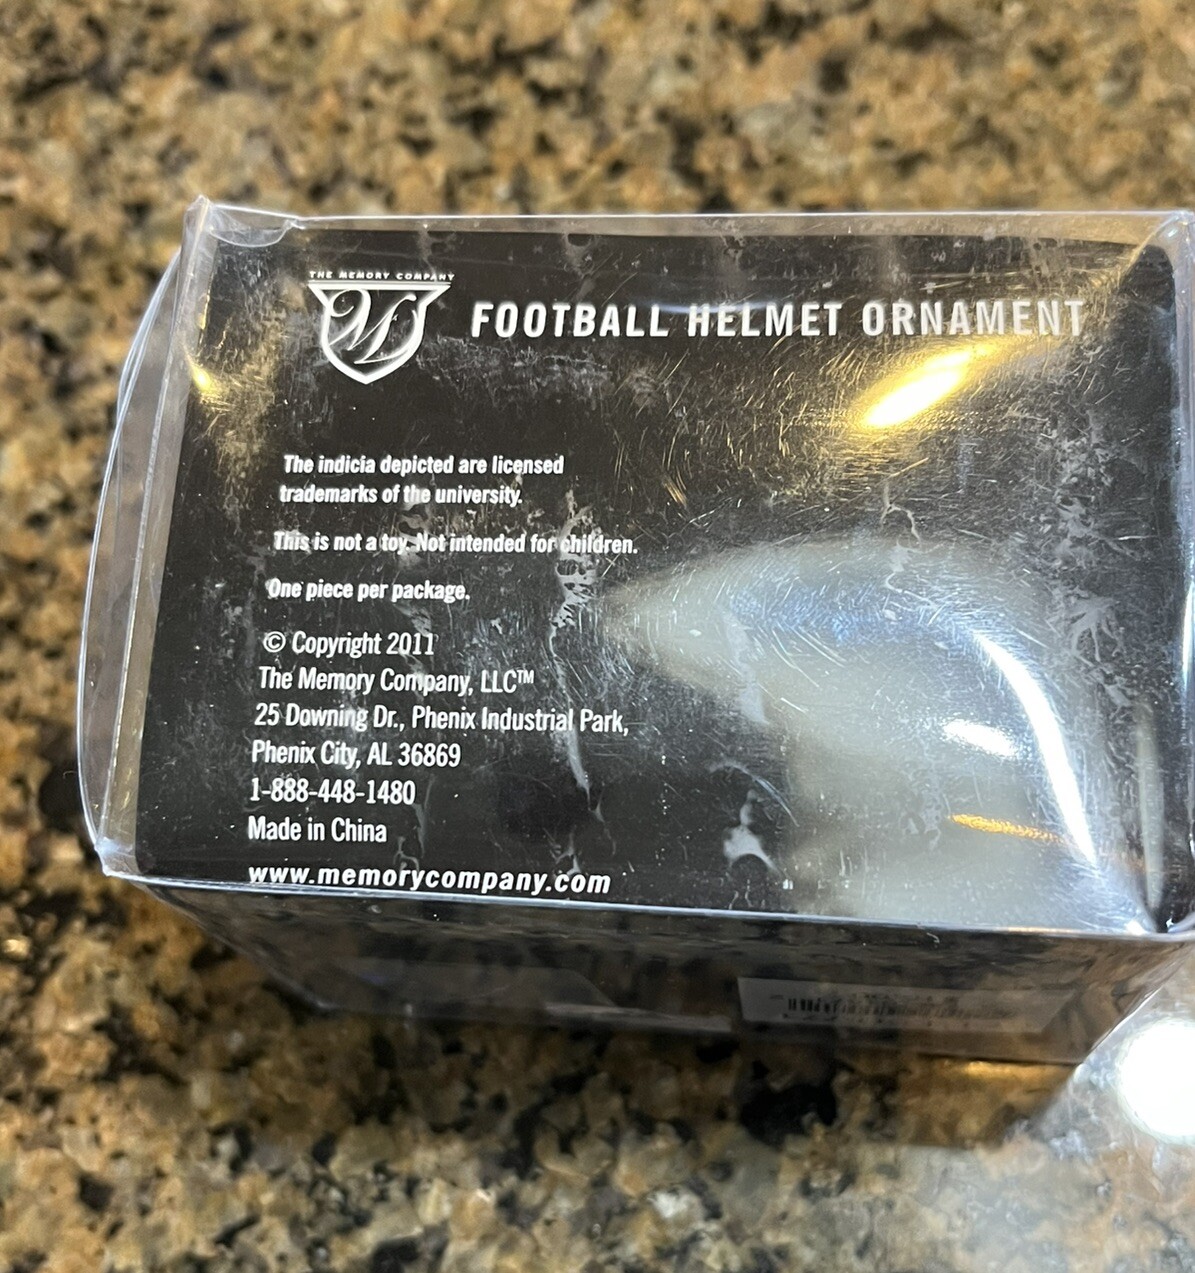 THE MEMORY COMPANY
M
FOOTBALL HELMET ORNAMENT
The indicia depicted are licensed
trademarks of the university.
This is not a toy. Not intended for children.
One piece per package.
© Copyright 2011
The Memory Company, LLC™
25 Downing Dr., Phenix Industrial Park,
Phenix City, AL 36869
1-888-448-1480
Made in China
www.memorycompany.com